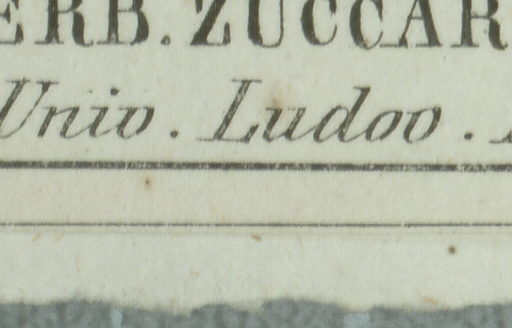 ERB. ZUCCAR
Univ. Ludov.